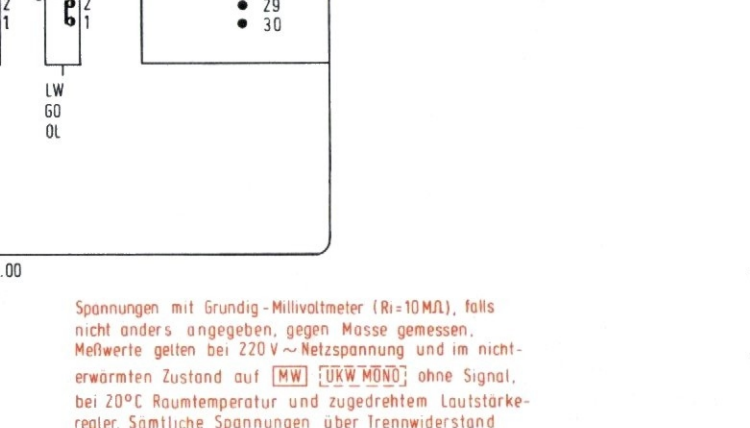 2
1
2
1
29
30
LW
GO
OL
.00
Spannungen mit Grundig-Millivoltmeter (Ri=10MΩ), falls
nicht anders angegeben, gegen Masse gemessen.
Meßwerte gelten bei 220 V ~ Netzspannung und im nicht-
erwärmten Zustand auf MW UKW MONO ohne Signal,
bei 20°C Raumtemperatur und zugedrehtem Lautstärke-
regler. Sämtliche Spannungen über Trennwiderstand